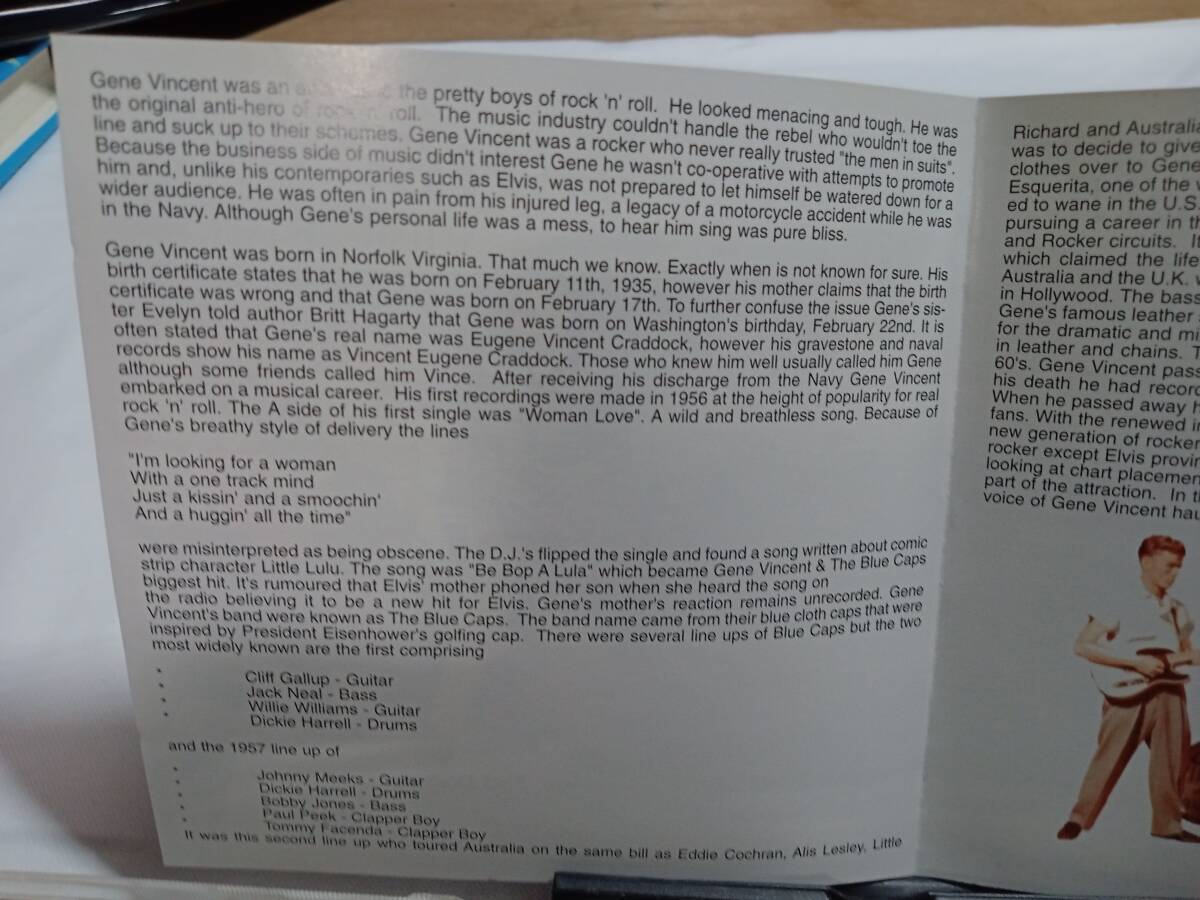 Gene Vincent was an the pretty boys of rock 'n' roll. He looked menacing and tough. He was
the original anti-hero of rock 'n' roll. The music industry couldn't handle the rebel who wouldn't toe the
line and suck up to their schemes. Gene Vincent was a rocker who never really trusted "the men in suits".
Because the business side of music didn't interest Gene he wasn't co-operative with attempts to promote
him and, unlike his contemporaries such as Elvis, was not prepared to let himself be watered down for a
wider audience. He was often in pain from his injured leg, a legacy of a motorcycle accident while he was
in the Navy. Although Gene's personal life was a mess, to hear him sing was pure bliss.
Gene Vincent was born in Norfolk Virginia. That much we know. Exactly when is not known for sure. His
birth certificate states that he was born on February 11th, 1935, however his mother claims that the birth
certificate was wrong and that Gene was born on February 17th. To further confuse the issue Gene's sis-
ter Evelyn told author Britt Hagarty that Gene was born on Washington's birthday, February 22nd. It is
often stated that Gene's real name was Eugene Vincent Craddock, however his gravestone and naval
records show his name as Vincent Eugene Craddock. Those who knew him well usually called him Gene
although some friends called him Vince. After receiving his discharge from the Navy Gene Vincent
embarked on a musical career. His first recordings were made in 1956 at the height of popularity for real
rock 'n' roll. The A side of his first single was "Woman Love". A wild and breathless song. Because of
Gene's breathy style of delivery the lines
"I'm looking for a woman
With a one track mind
Just a kissin' and a smoochin'
And a huggin' all the time"
were misinterpreted as being obscene. The D.J.'s flipped the single and found a song written about comic
strip character Little Lulu. The song was "Be Bop A Lula" which became Gene Vincent & The Blue Caps
biggest hit. It's rumoured that Elvis' mother phoned her son when she heard the song on
the radio believing it to be a new hit for Elvis. Gene's mother's reaction remains unrecorded. Gene
Vincent's band were known as The Blue Caps. The band name came from their blue cloth caps that were
inspired by President Eisenhower's golfing cap. There were several line ups of Blue Caps but the two
most widely known are the first comprising
Cliff Gallup - Guitar
Jack Neal - Bass
Willie Williams - Guitar
Dickie Harrell - Drums
and the 1957 line up of
Johnny Meeks - Guitar
Dickie Harrell - Drums
Bobby Jones - Bass
Paul Peek - Clapper Boy
Tommy Facenda - Clapper Boy
It was this second line up who toured Australia on the same bill as Eddie Cochran, Alis Lesley, Little
Richard and Australia
was to decide to give
clothes over to Gene
Esquerita, one of the
ed to wane in the U.S.
pursuing a career in
and Rocker circuits.
which claimed the life
Australia and the U.K.
in Hollywood. The bass
Gene's famous leather
for the dramatic and
in leather and chains.
60's. Gene Vincent pass
his death he had recor
When he passed away
fans. With the renewed
new generation of rocker
rocker except Elvis provin
looking at chart placemen
part of the attraction. In
voice of Gene Vincent hau